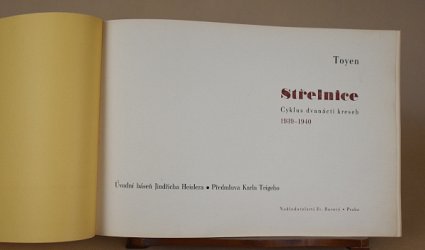 Toyen
Střelnice
Cyklus dvanácti kreseb
1939-1940
Úvodní báseň Jindřicha Heislera • Předmluva Karla Teigeho
Nakladatelství Fr. Borový • Praha